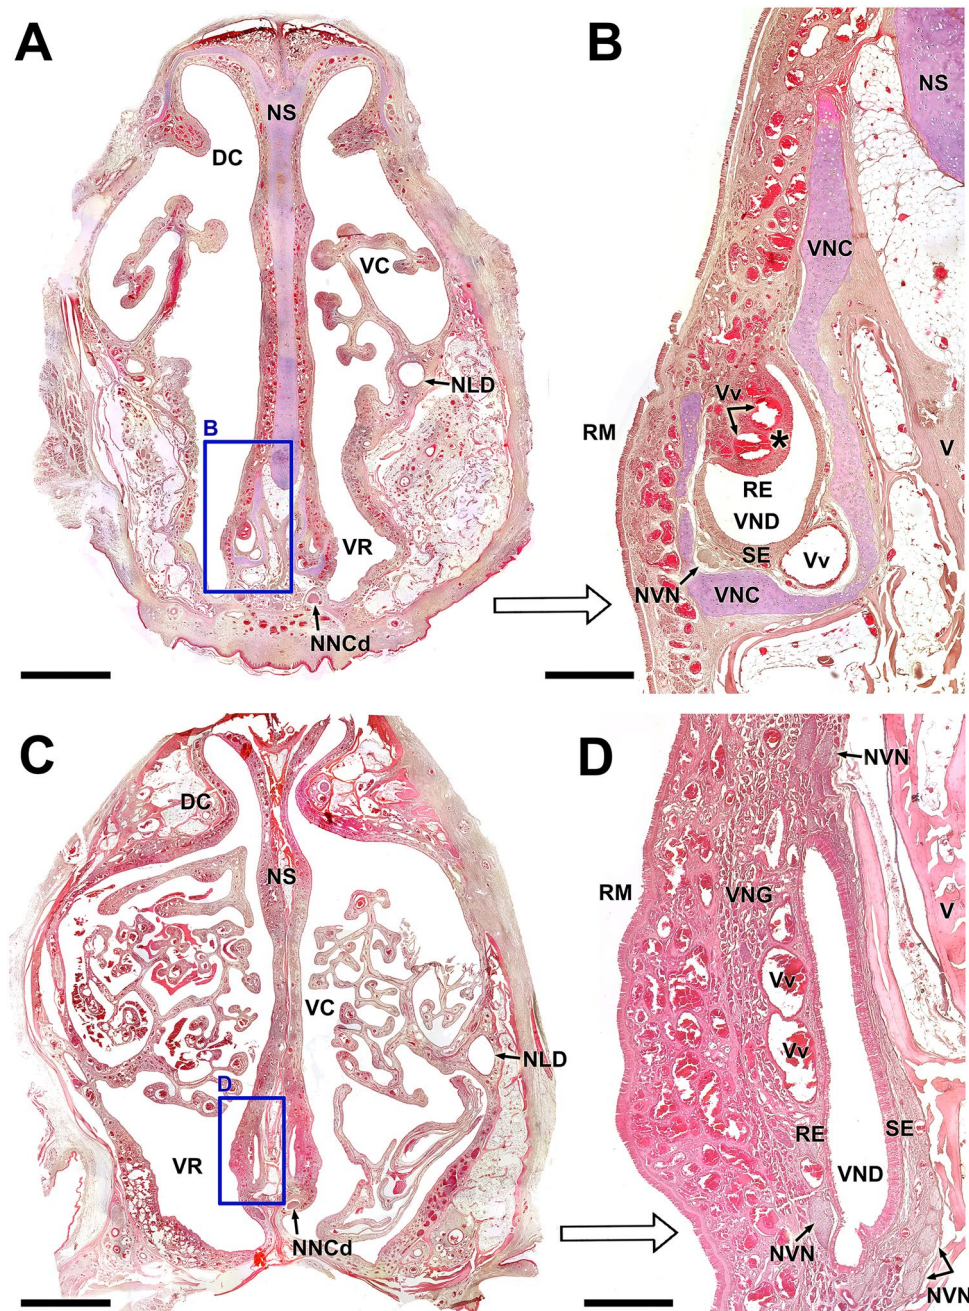 A
NS
DC
VC
NLD
B
VR
NNCd
B
NS
VNC
Vv
*
RM
V
RE
VND
SE
Vv
NVN
VNC
C
DC
NS
VC
NLD
D
VR
NNCd
D
NVN
RM
VNG
V
Vv
Vv
RE
SE
VND
NVN
NVN